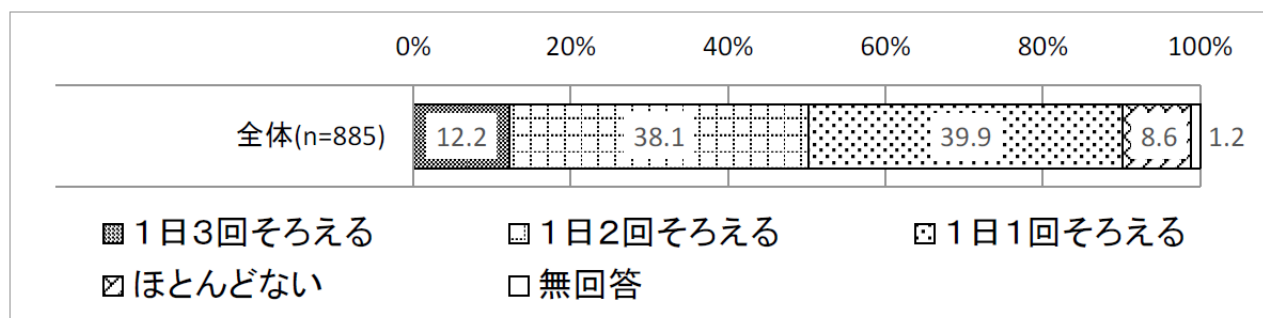 0% 20% 40% 60% 80% 100%
全体(n=885) 12.2 38.1 39.9 8.6 1.2
１日３回そろえる １日２回そろえる １日１回そろえる
ほとんどない 無回答